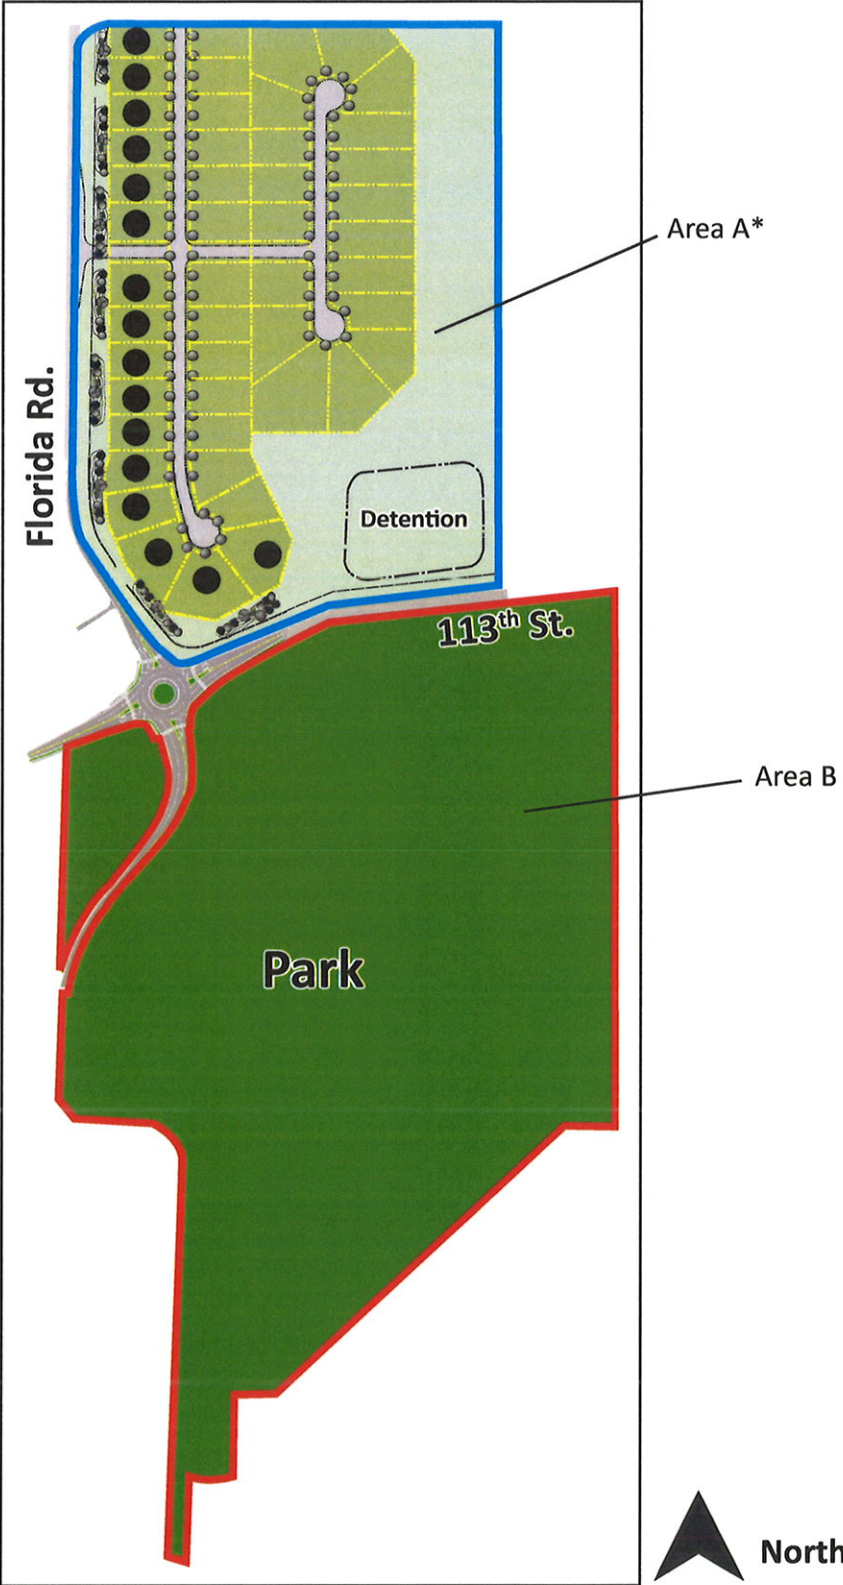 Area A*
Florida Rd.
Detention
113th St.
Area B
Park
North